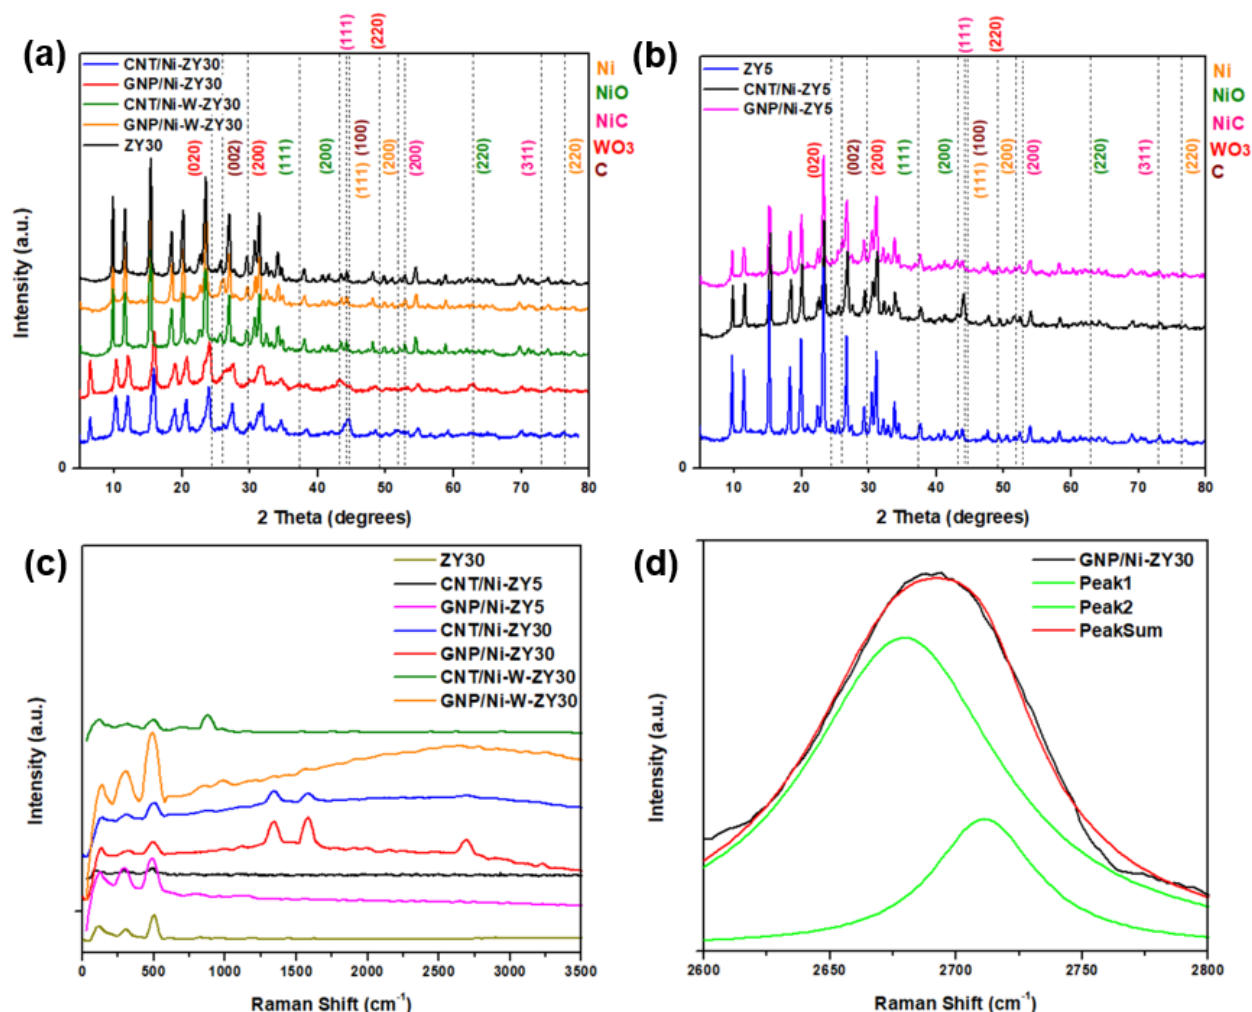 (a)
(111)
(220)
CNT/Ni-ZY30
GNP/Ni-ZY30
CNT/Ni-W-ZY30
GNP/Ni-W-ZY30
ZY30
Ni
NiO
NiC
WO3
C
(020)
(002)
(200)
(111)
(200)
(111)
(100)
(200)
(200)
(220)
(311)
(220)
Intensity (a.u.)
0
10 20 30 40 50 60 70 80
2 Theta (degrees)
(b)
(111)
(220)
ZY5
CNT/Ni-ZY5
GNP/Ni-ZY5
Ni
NiO
NiC
WO3
C
(020)
(002)
(200)
(111)
(200)
(111)
(100)
(200)
(200)
(220)
(311)
(220)
Intensity (a.u.)
0
10 20 30 40 50 60 70 80
2 Theta (degrees)
(c)
ZY30
CNT/Ni-ZY5
GNP/Ni-ZY5
CNT/Ni-ZY30
GNP/Ni-ZY30
CNT/Ni-W-ZY30
GNP/Ni-W-ZY30
Intensity (a.u.)
0 500 1000 1500 2000 2500 3000 3500
Raman Shift (cm⁻¹)
(d)
GNP/Ni-ZY30
Peak1
Peak2
PeakSum
Intensity (a.u.)
2600 2650 2700 2750 2800
Raman Shift (cm⁻¹)